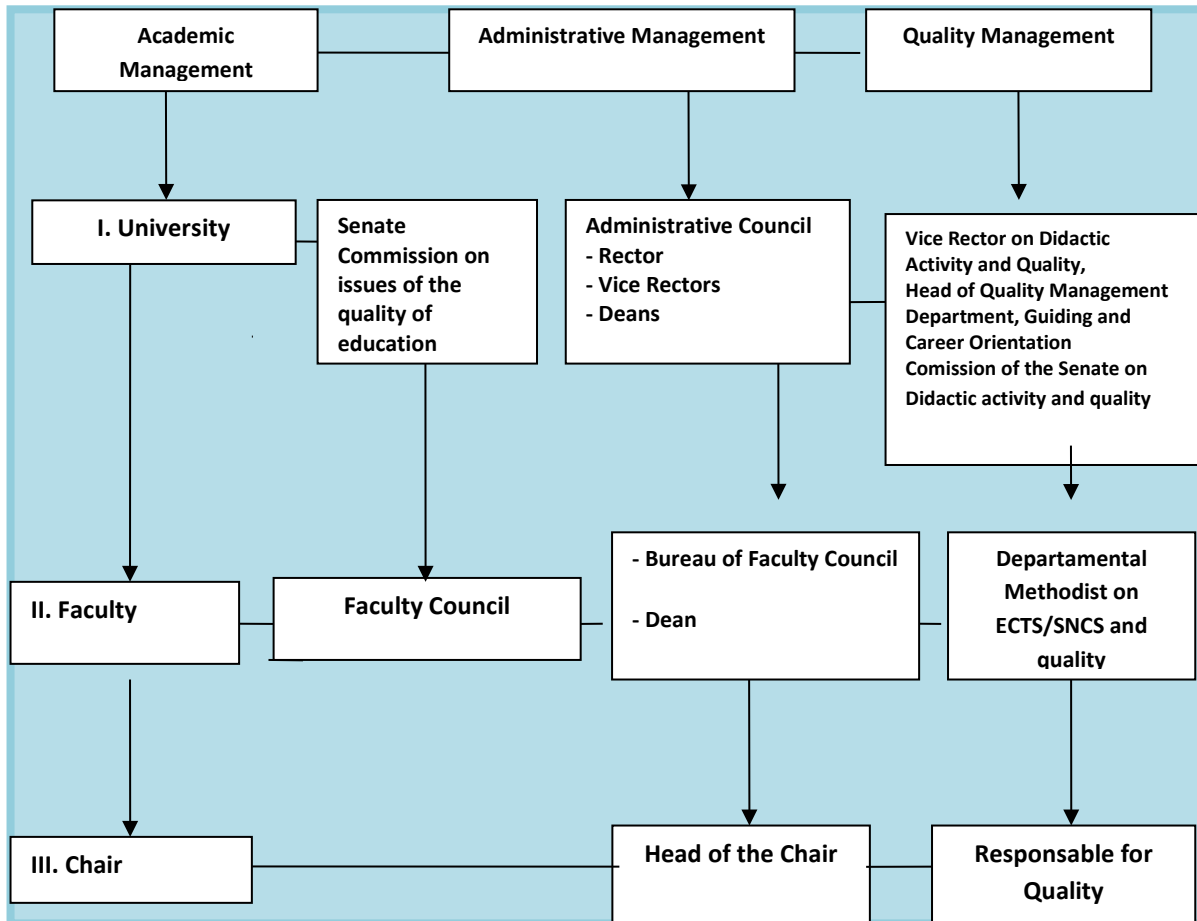 Academic
Management
Administrative Management
Quality Management
I. University
Senate
Commission on
issues of the
quality of
education
Administrative Council
- Rector
- Vice Rectors
- Deans
Vice Rector on Didactic
Activity and Quality,
Head of Quality Management
Department, Guiding and
Career Orientation
Comission of the Senate on
Didactic activity and quality
II. Faculty
Faculty Council
- Bureau of Faculty Council
- Dean
Departamental
Methodist on
ECTS/SNCS and
quality
III. Chair
Head of the Chair
Responsable for
Quality